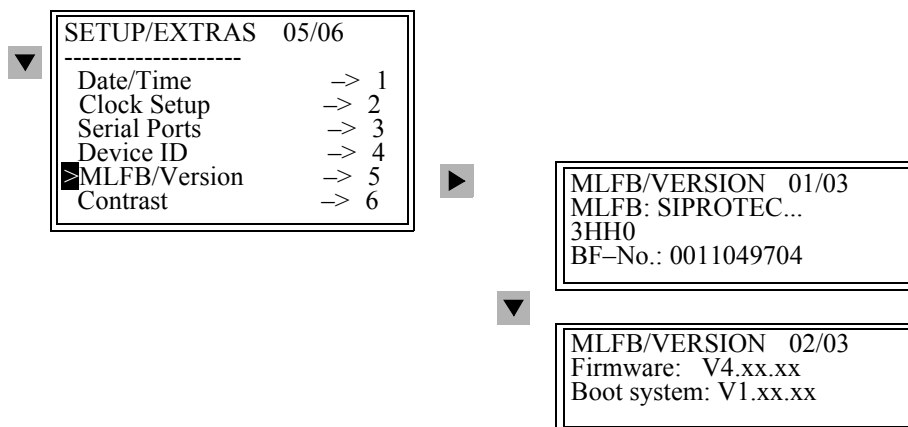 SETUP/EXTRAS 05/06
--------------------
Date/Time –> 1
Clock Setup –> 2
Serial Ports –> 3
Device ID –> 4
>MLFB/Version –> 5
Contrast –> 6
MLFB/VERSION 01/03
MLFB: SIPROTEC...
3HH0
BF–No.: 0011049704
MLFB/VERSION 02/03
Firmware: V4.xx.xx
Boot system: V1.xx.xx